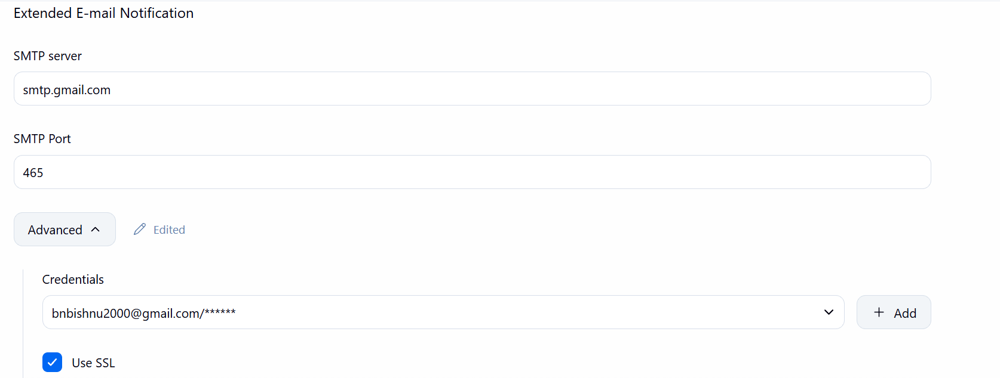 Extended E-mail Notification
SMTP server
smtp.gmail.com
SMTP Port
465
Advanced
Edited
Credentials
bnbishnu2000@gmail.com/******
Add
Use SSL